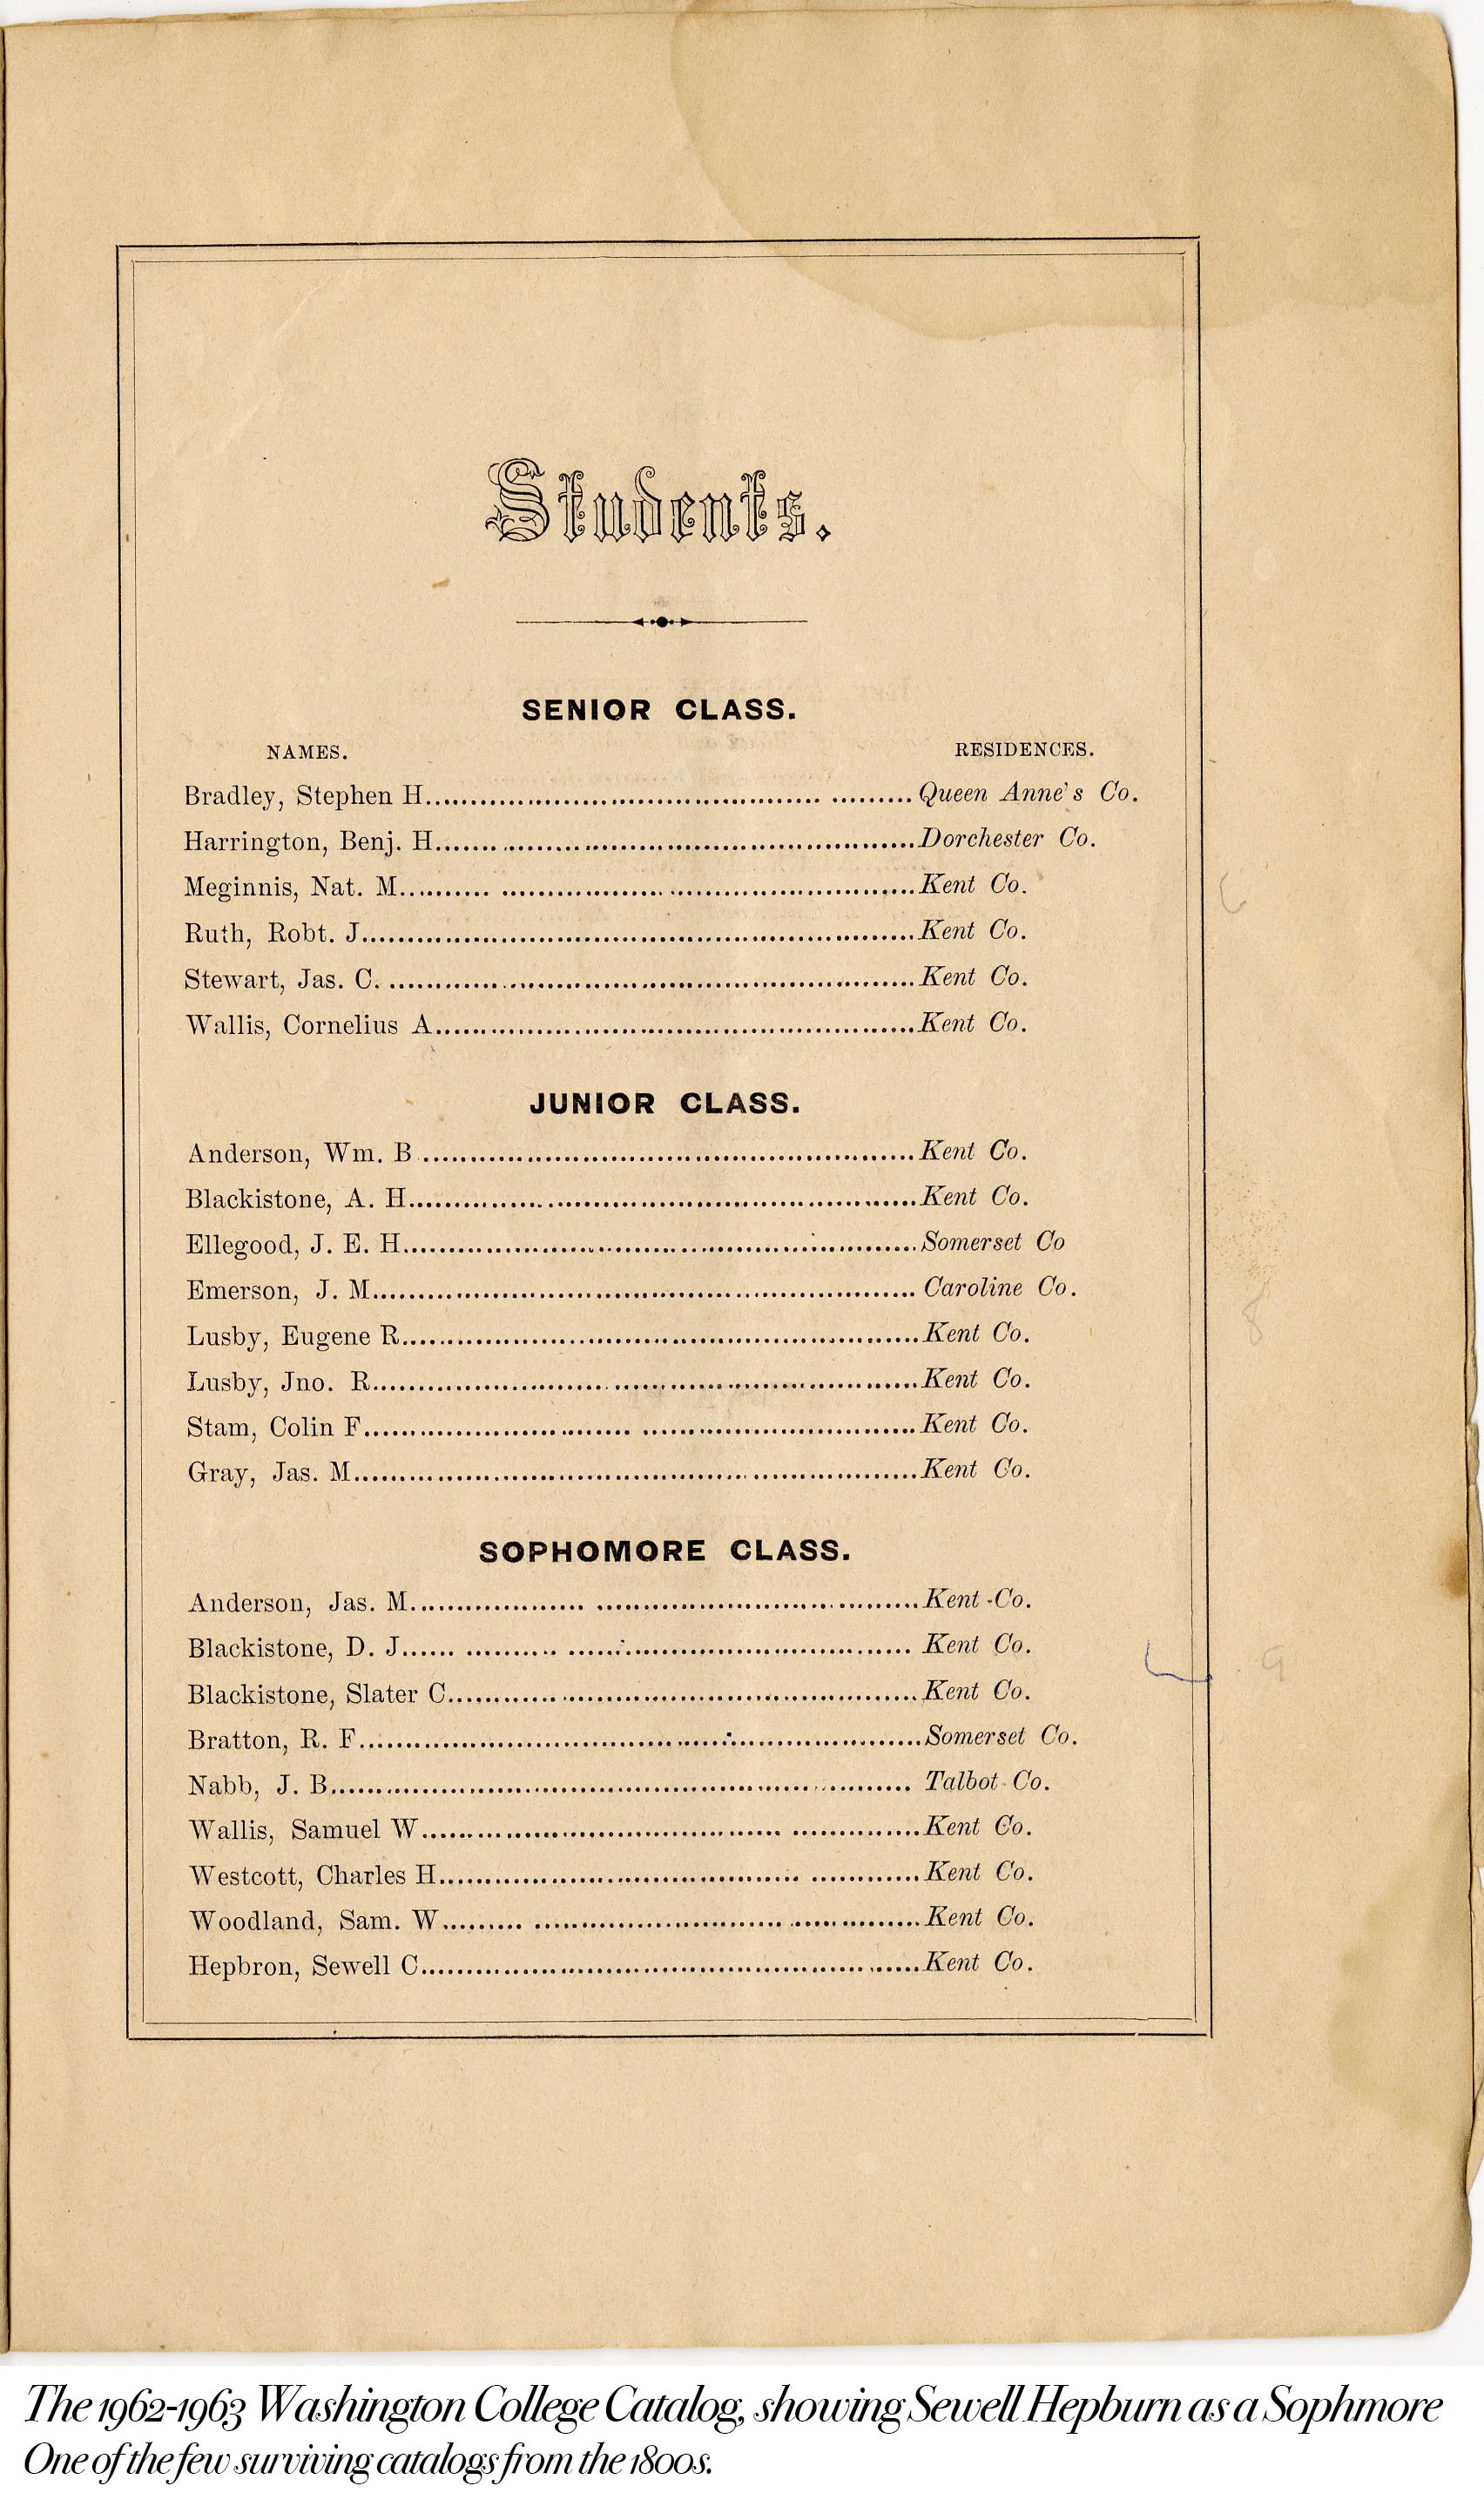 Students.
SENIOR CLASS.
NAMES. RESIDENCES.
Bradley, Stephen H. Queen Anne's Co.
Harrington, Benj. H. Dorchester Co.
Meginnis, Nat. M. Kent Co.
Ruth, Robt. J. Kent Co.
Stewart, Jas. C. Kent Co.
Wallis, Cornelius A. Kent Co.
JUNIOR CLASS.
Anderson, Wm. B. Kent Co.
Blackistone, A. H. Kent Co.
Ellegood, J. E. H. Somerset Co
Emerson, J. M. Caroline Co.
Lusby, Eugene R. Kent Co.
Lusby, Jno. R. Kent Co.
Stam, Colin F. Kent Co.
Gray, Jas. M. Kent Co.
SOPHOMORE CLASS.
Anderson, Jas. M. Kent Co.
Blackistone, D. J. Kent Co.
Blackistone, Slater C. Kent Co.
Bratton, R. F. Somerset Co.
Nabb, J. B. Talbot Co.
Wallis, Samuel W. Kent Co.
Westcott, Charles H. Kent Co.
Woodland, Sam. W. Kent Co.
Hepbron, Sewell C. Kent Co.
6
8
9
The 1962-1963 Washington College Catalog, showing Sewell Hepburn as a Sophmore
One of the few surviving catalogs from the 1800s.